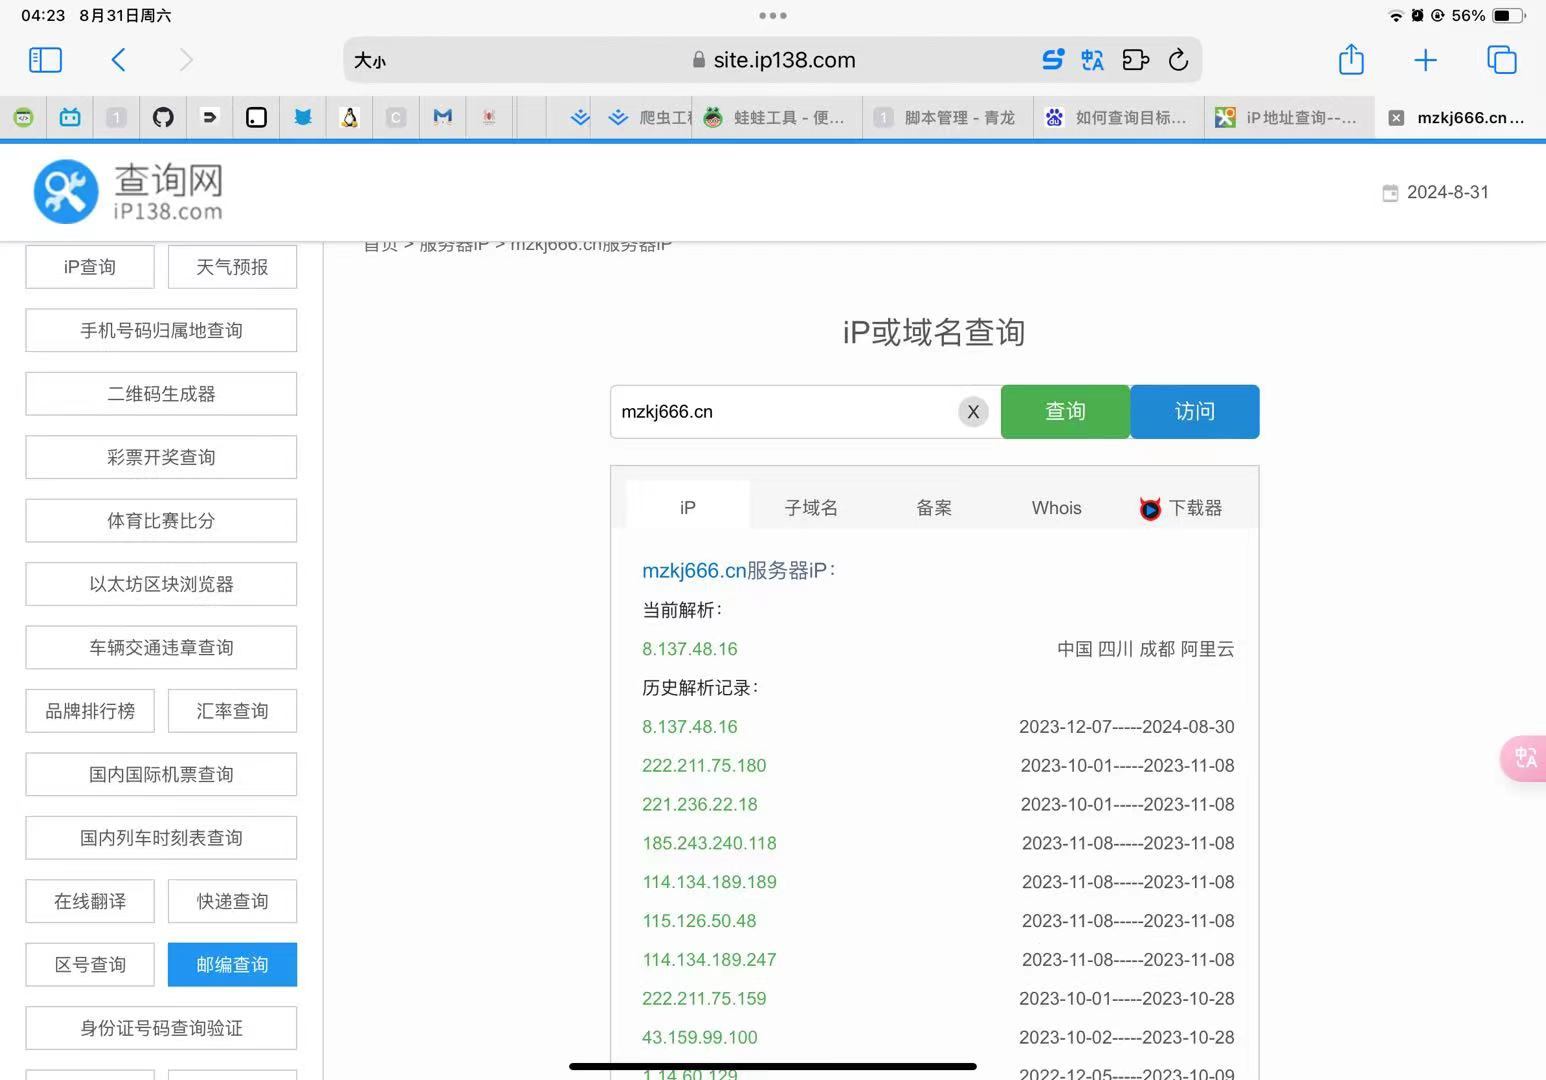 04:23 8月31日周六
56%
大小
site.ip138.com
爬虫工
蛙蛙工具 - 便...
1 脚本管理 - 青龙
如何查询目标...
iP地址查询--...
mzkj666.cn...
查询网
iP138.com
2024-8-31
首页 > 服务器iP > mzkj666.cn服务器iP
iP查询
天气预报
手机号码归属地查询
二维码生成器
彩票开奖查询
体育比赛比分
以太坊区块浏览器
车辆交通违章查询
品牌排行榜
汇率查询
国内国际机票查询
国内列车时刻表查询
在线翻译
快递查询
区号查询
邮编查询
身份证号码查询验证
iP或域名查询
mzkj666.cn
X
查询
访问
iP
子域名
备案
Whois
下载器
mzkj666.cn服务器iP：
当前解析：
8.137.48.16 中国 四川 成都 阿里云
历史解析记录：
8.137.48.16 2023-12-07-----2024-08-30
222.211.75.180 2023-10-01-----2023-11-08
221.236.22.18 2023-10-01-----2023-11-08
185.243.240.118 2023-11-08-----2023-11-08
114.134.189.189 2023-11-08-----2023-11-08
115.126.50.48 2023-11-08-----2023-11-08
114.134.189.247 2023-11-08-----2023-11-08
222.211.75.159 2023-10-01-----2023-10-28
43.159.99.100 2023-10-02-----2023-10-28
1.14.60.129 2022-12-05-----2023-10-09